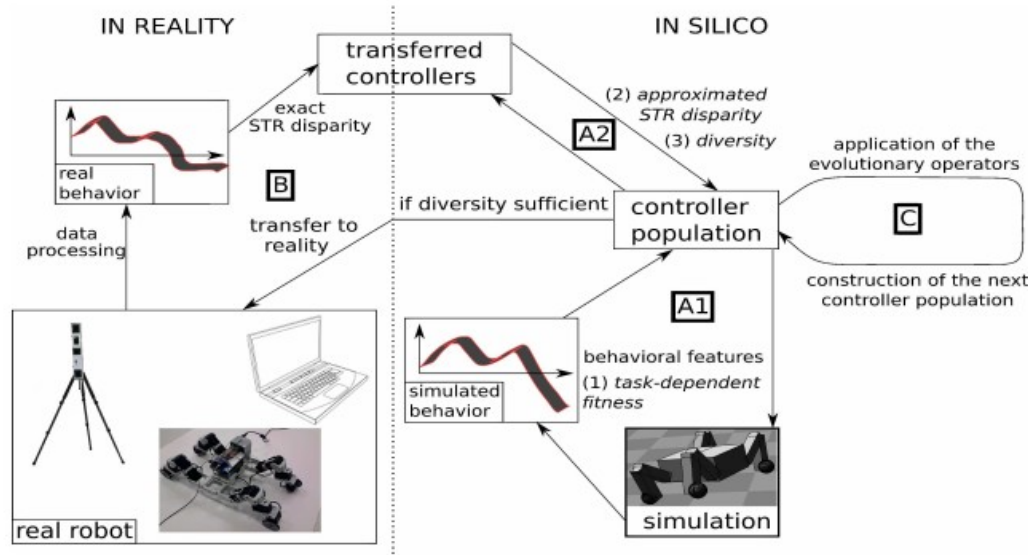 IN REALITY
IN SILICO
transferred
controllers
exact
STR disparity
(2) approximated
STR disparity
(3) diversity
A2
real
behavior
B
application of the
evolutionary operators
if diversity sufficient
controller
population
C
data
processing
transfer to
reality
construction of the next
controller population
A1
behavioral features
(1) task-dependent
fitness
simulated
behavior
simulation
real robot